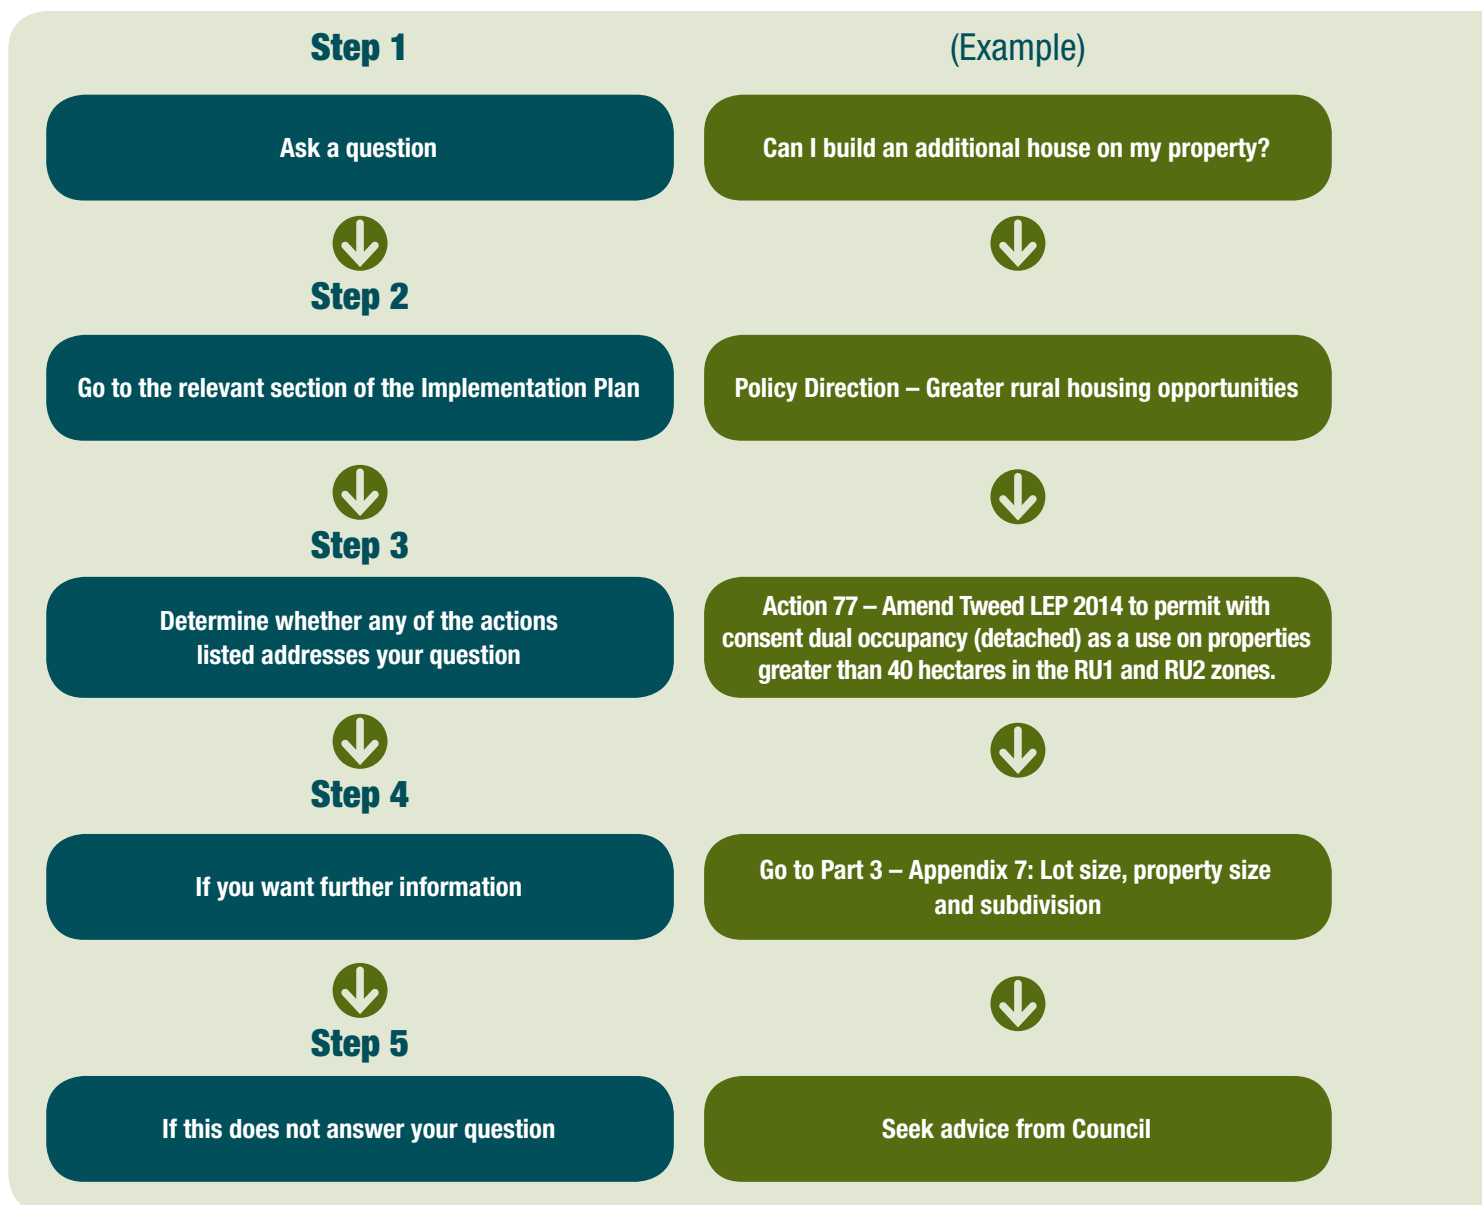 Step 1
(Example)
Ask a question
Can I build an additional house on my property?
Step 2
Go to the relevant section of the Implementation Plan
Policy Direction – Greater rural housing opportunities
Step 3
Determine whether any of the actions
listed addresses your question
Action 77 – Amend Tweed LEP 2014 to permit with
consent dual occupancy (detached) as a use on properties
greater than 40 hectares in the RU1 and RU2 zones.
Step 4
If you want further information
Go to Part 3 – Appendix 7: Lot size, property size
and subdivision
Step 5
If this does not answer your question
Seek advice from Council